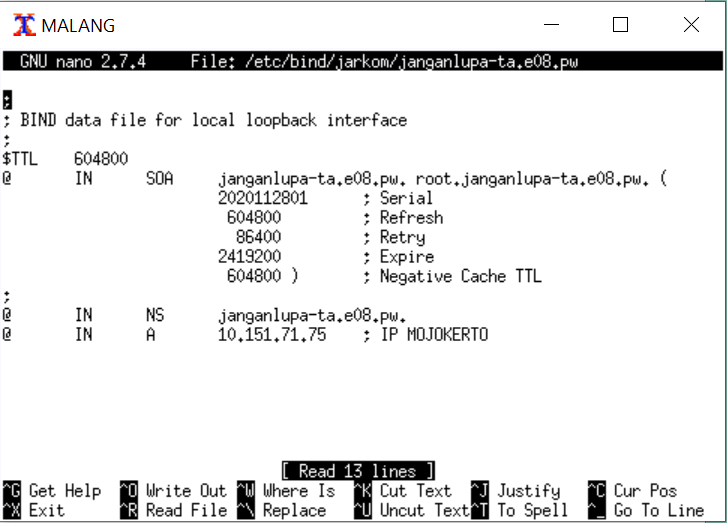 MALANG
GNU nano 2.7.4 File: /etc/bind/jarkom/janganlupa-ta.e08.pw
;
; BIND data file for local loopback interface
;
$TTL 604800
@ IN SOA janganlupa-ta.e08.pw. root.janganlupa-ta.e08.pw. (
2020112801 ; Serial
604800 ; Refresh
86400 ; Retry
2419200 ; Expire
604800 ) ; Negative Cache TTL
;
@ IN NS janganlupa-ta.e08.pw.
@ IN A 10.151.71.75 ; IP MOJOKERTO
[ Read 13 lines ]
^G Get Help ^O Write Out ^W Where Is ^K Cut Text ^J Justify ^C Cur Pos
^X Exit ^R Read File ^\ Replace ^U Uncut Text ^T To Spell ^_ Go To Line